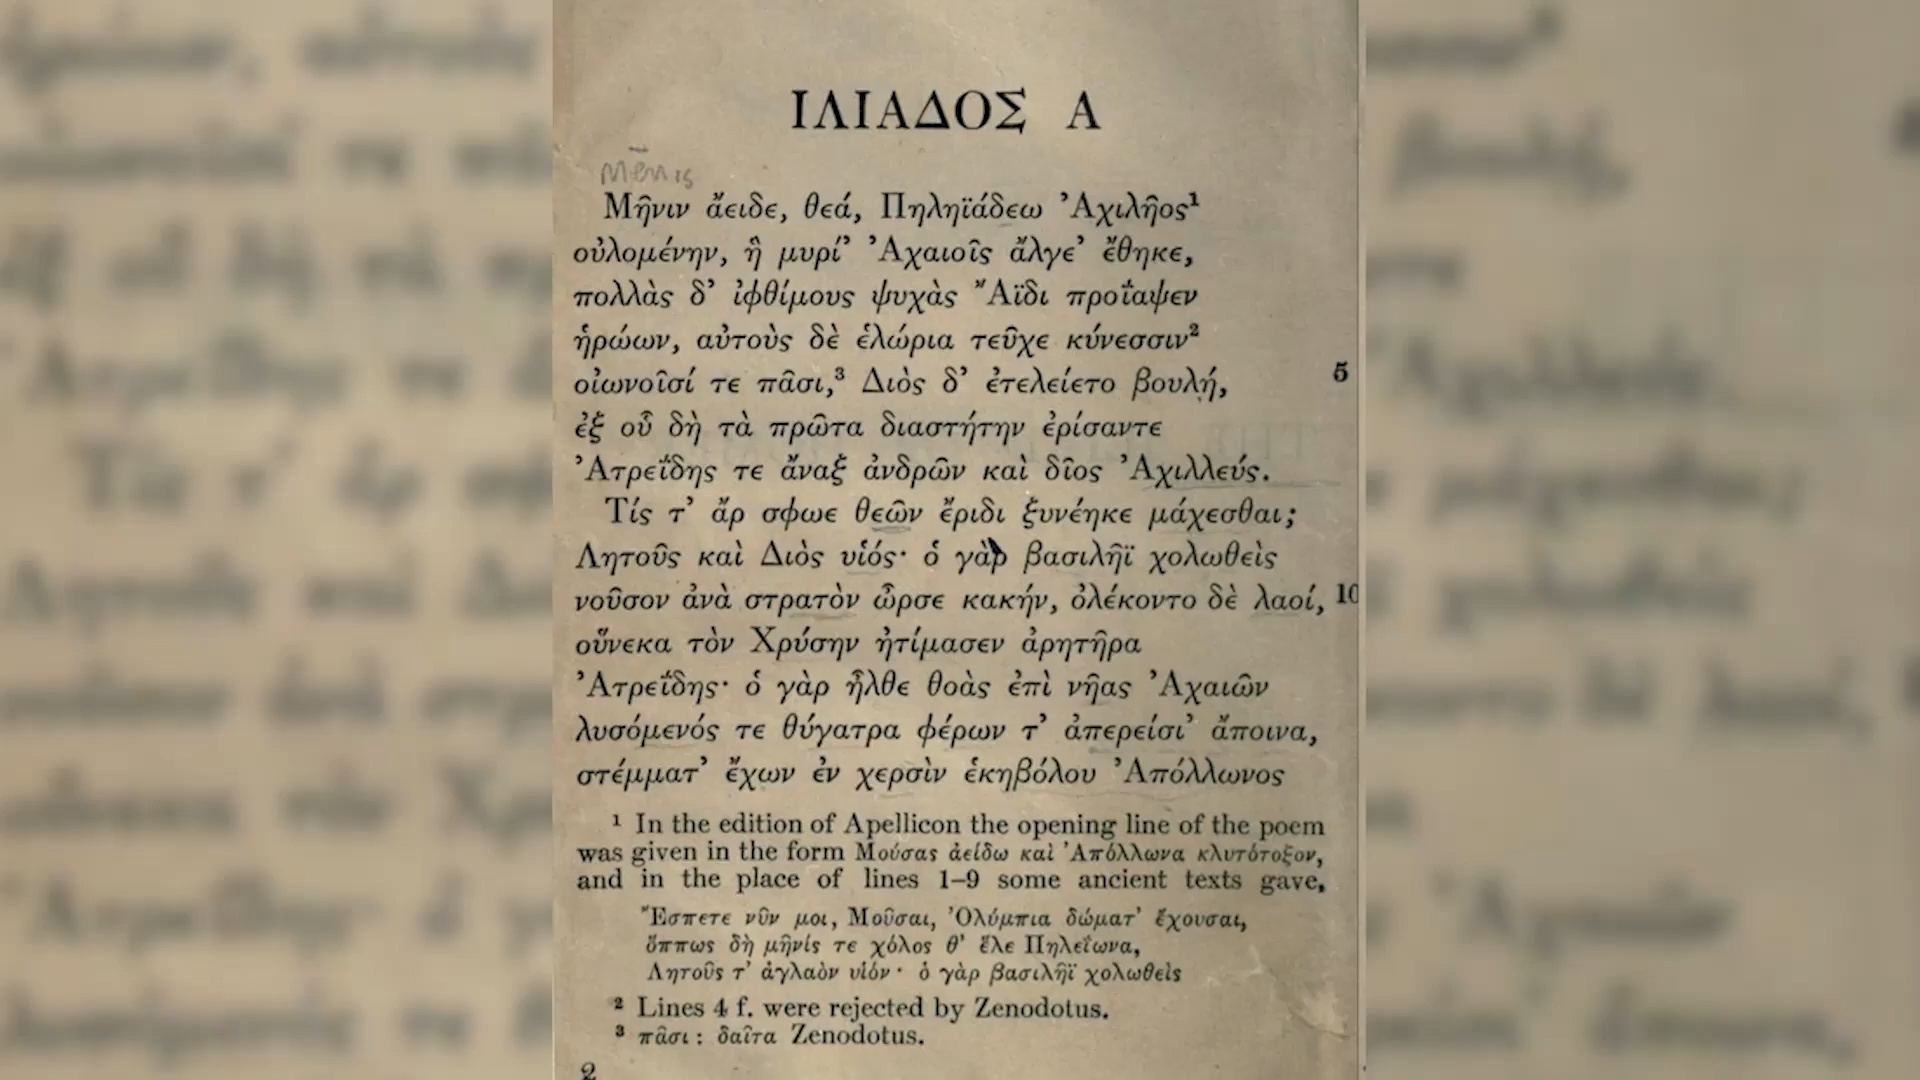 ΙΛΙΑΔΟΣ Α
Mēnis
Μῆνιν ἄειδε, θεά, Πηληϊάδεω Ἀχιλῆος¹
οὐλομένην, ἣ μυρί’ Ἀχαιοῖς ἄλγε’ ἔθηκε,
πολλὰς δ’ ἰφθίμους ψυχὰς Ἄϊδι προΐαψεν
ἡρώων, αὐτοὺς δὲ ἑλώρια τεῦχε κύνεσσιν²
οἰωνοῖσί τε πᾶσι,³ Διὸς δ’ ἐτελείετο βουλή, 5
ἐξ οὗ δὴ τὰ πρῶτα διαστήτην ἐρίσαντε
Ἀτρεΐδης τε ἄναξ ἀνδρῶν καὶ δῖος Ἀχιλλεύς.
Τίς τ’ ἄρ σφωε θεῶν ἔριδι ξυνέηκε μάχεσθαι;
Λητοῦς καὶ Διὸς υἱός· ὁ γὰρ βασιλῆϊ χολωθεὶς
νοῦσον ἀνὰ στρατὸν ὦρσε κακήν, ὀλέκοντο δὲ λαοί, 10
οὕνεκα τὸν Χρύσην ἠτίμασεν ἀρητῆρα
Ἀτρεΐδης· ὁ γὰρ ἦλθε θοὰς ἐπὶ νῆας Ἀχαιῶν
λυσόμενός τε θύγατρα φέρων τ’ ἀπερείσι’ ἄποινα,
στέμματ’ ἔχων ἐν χερσὶν ἑκηβόλου Ἀπόλλωνος
¹ In the edition of Apellicon the opening line of the poem
was given in the form Μούσας ἀείδω καὶ Ἀπόλλωνα κλυτότοξον,
and in the place of lines 1–9 some ancient texts gave,
Ἔσπετε νῦν μοι, Μοῦσαι, Ὀλύμπια δώματ’ ἔχουσαι,
ὅππως δὴ μῆνίς τε χόλος θ’ ἕλε Πηλεΐωνα,
Λητοῦς τ’ ἀγλαὸν υἱόν· ὁ γὰρ βασιλῆϊ χολωθεὶς
² Lines 4 f. were rejected by Zenodotus.
³ πᾶσι: δαῖτα Zenodotus.
2